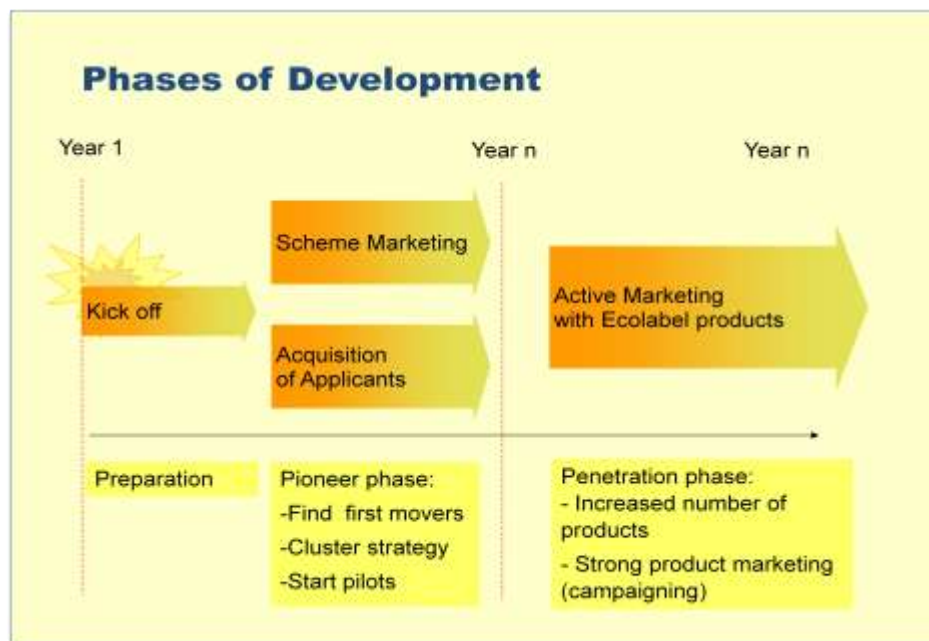 Phases of Development
Year 1
Year n
Year n
Scheme Marketing
Kick off
Active Marketing
with Ecolabel products
Acquisition
of Applicants
Preparation
Pioneer phase:
-Find first movers
-Cluster strategy
-Start pilots
Penetration phase:
- Increased number of
products
- Strong product marketing
(campaigning)